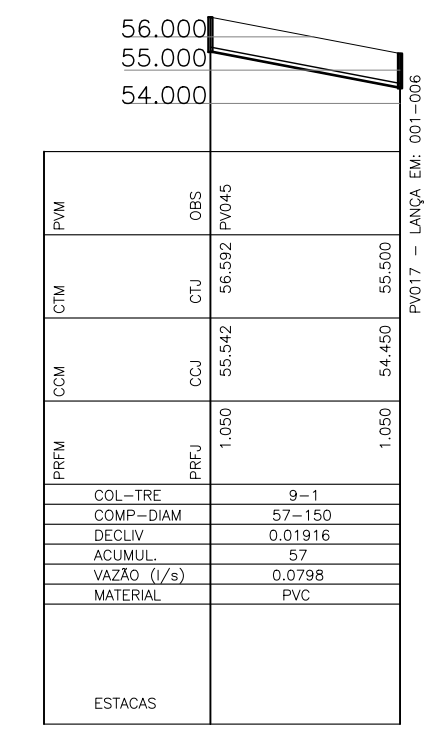 56.000
55.000
54.000
PV017 - LANÇA EM: 001-006
PVM OBS PV045
CTM CTJ 56.592 55.500
CCM CCJ 55.542 54.450
PRFM PRFJ 1.050 1.050
COL-TRE 9-1
COMP-DIAM 57-150
DECLIV 0.01916
ACUMUL. 57
VAZÃO (l/s) 0.0798
MATERIAL PVC
ESTACAS